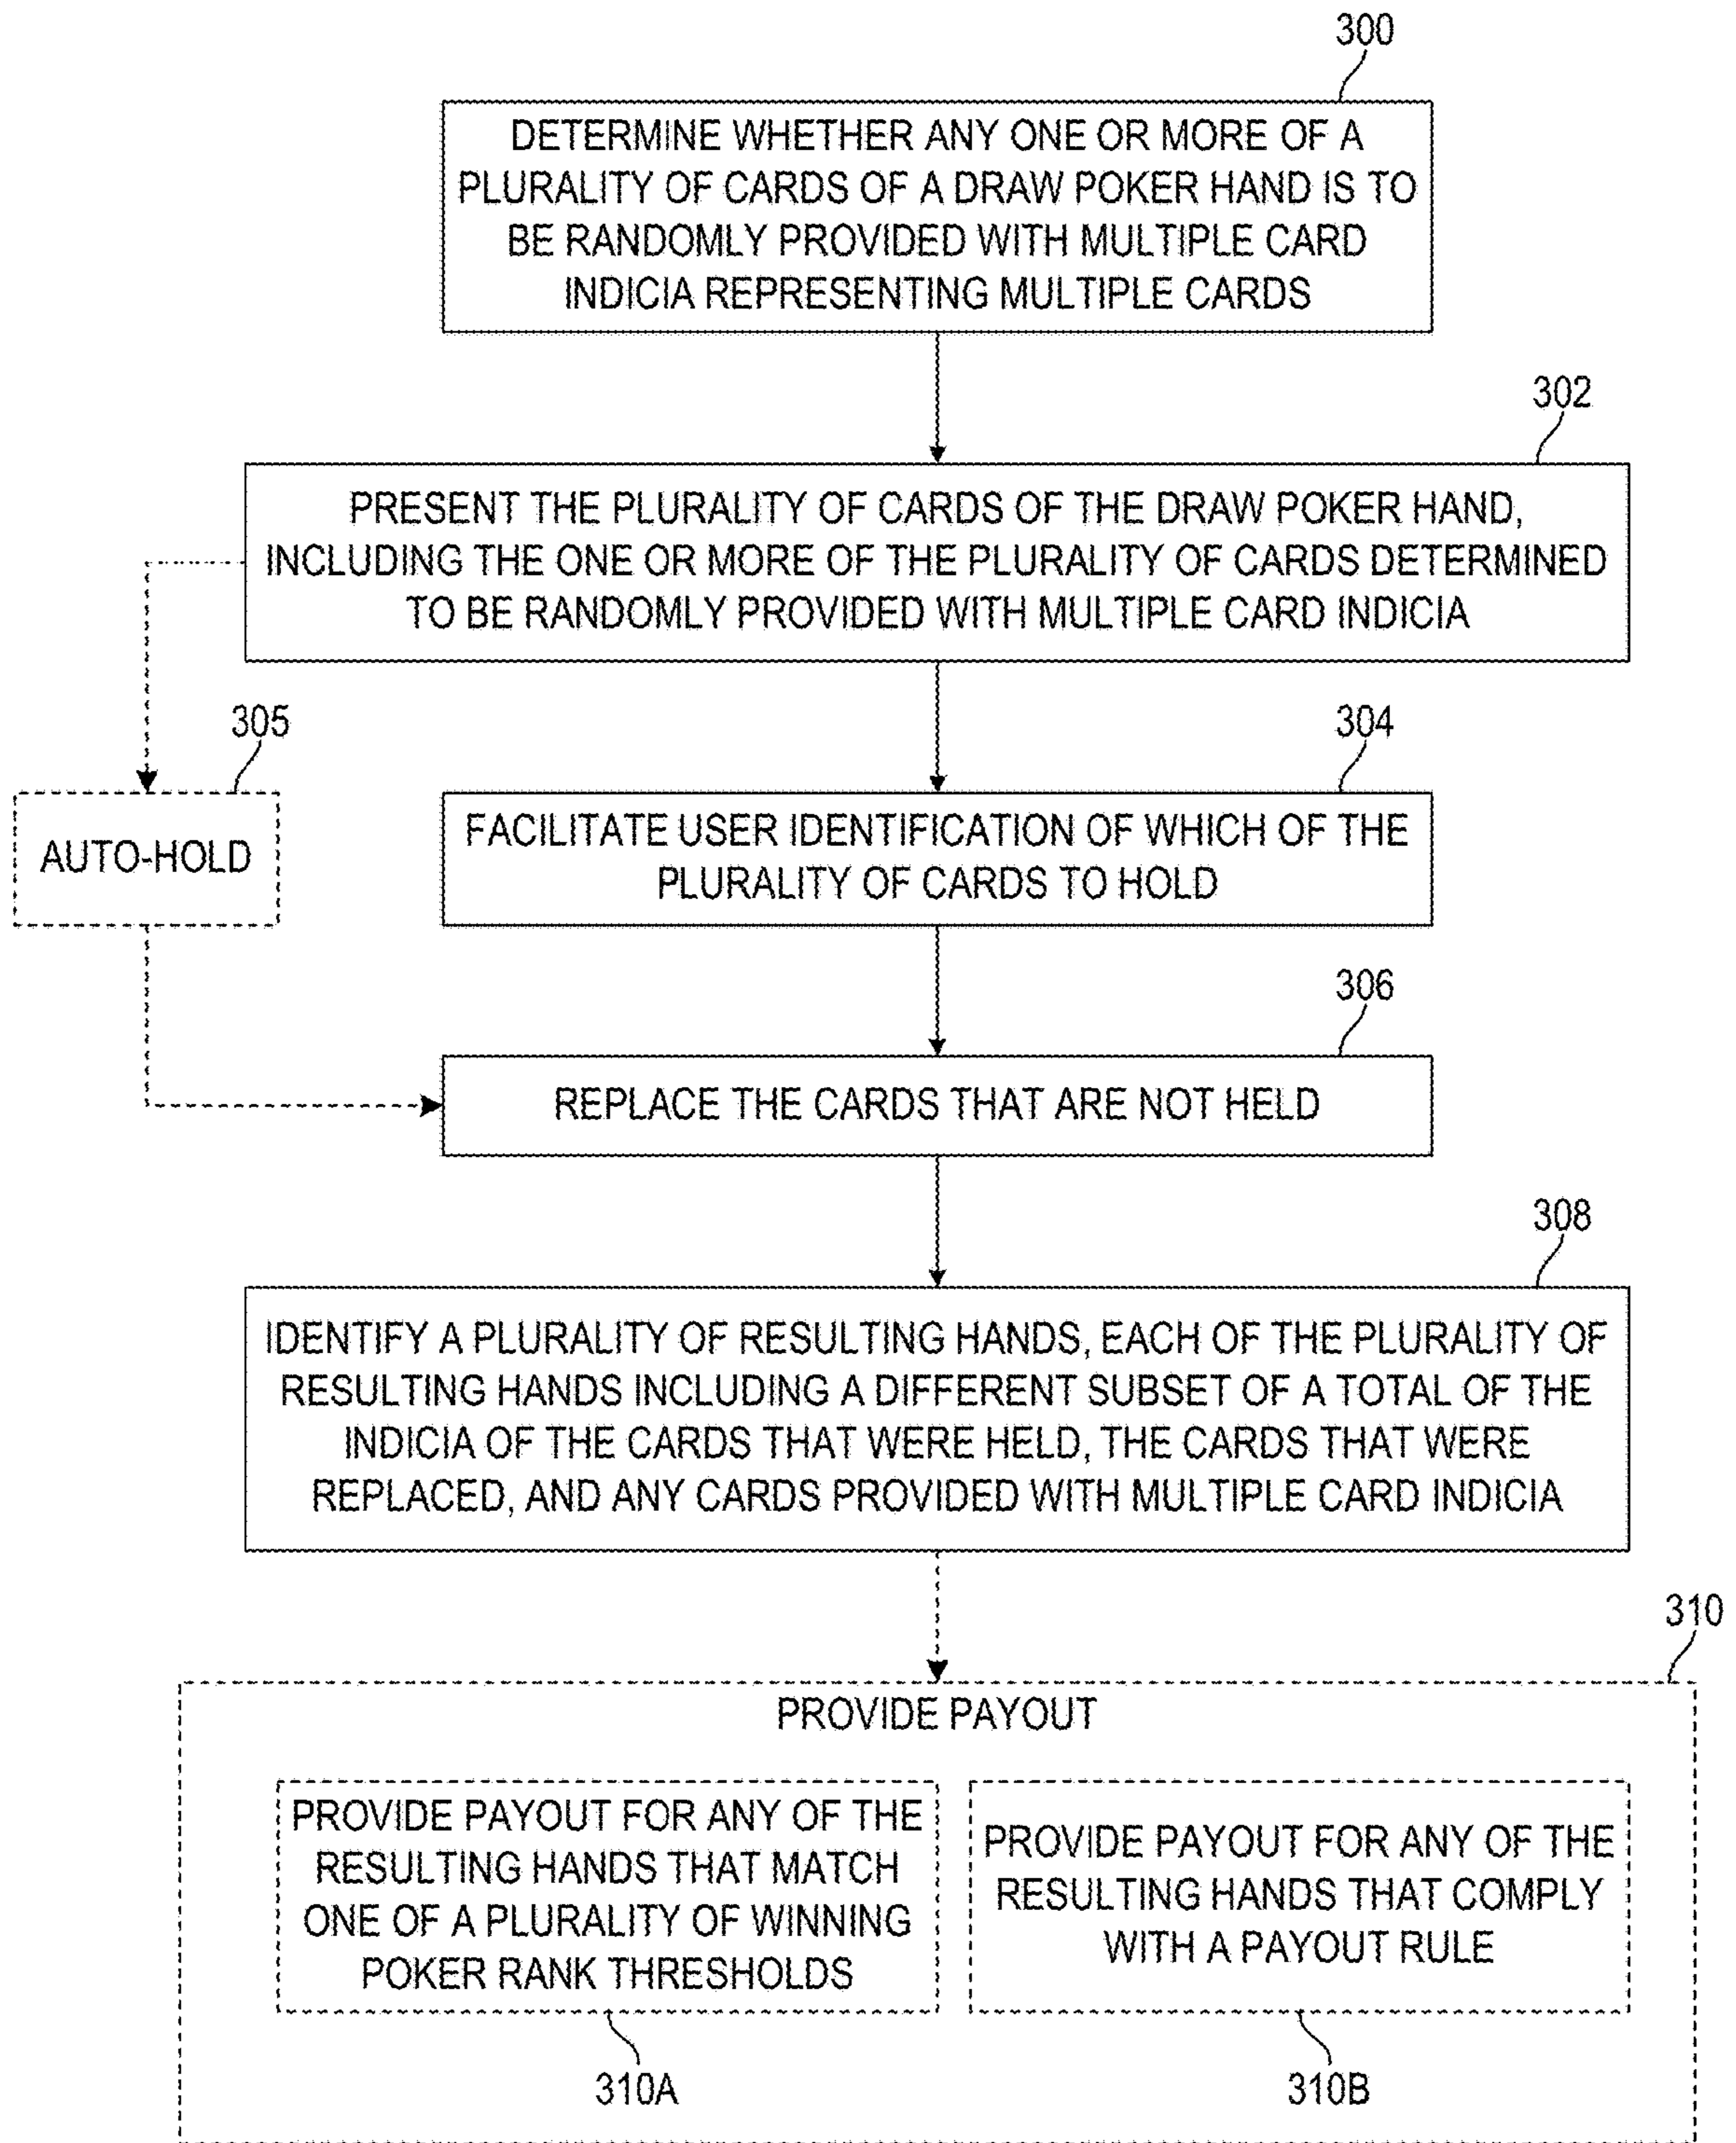 300
DETERMINE WHETHER ANY ONE OR MORE OF A
PLURALITY OF CARDS OF A DRAW POKER HAND IS TO
BE RANDOMLY PROVIDED WITH MULTIPLE CARD
INDICIA REPRESENTING MULTIPLE CARDS
302
PRESENT THE PLURALITY OF CARDS OF THE DRAW POKER HAND,
INCLUDING THE ONE OR MORE OF THE PLURALITY OF CARDS DETERMINED
TO BE RANDOMLY PROVIDED WITH MULTIPLE CARD INDICIA
305
AUTO-HOLD
304
FACILITATE USER IDENTIFICATION OF WHICH OF THE
PLURALITY OF CARDS TO HOLD
306
REPLACE THE CARDS THAT ARE NOT HELD
308
IDENTIFY A PLURALITY OF RESULTING HANDS, EACH OF THE PLURALITY OF
RESULTING HANDS INCLUDING A DIFFERENT SUBSET OF A TOTAL OF THE
INDICIA OF THE CARDS THAT WERE HELD, THE CARDS THAT WERE
REPLACED, AND ANY CARDS PROVIDED WITH MULTIPLE CARD INDICIA
310
PROVIDE PAYOUT
PROVIDE PAYOUT FOR ANY OF THE
RESULTING HANDS THAT MATCH
ONE OF A PLURALITY OF WINNING
POKER RANK THRESHOLDS
310A
PROVIDE PAYOUT FOR ANY OF THE
RESULTING HANDS THAT COMPLY
WITH A PAYOUT RULE
310B